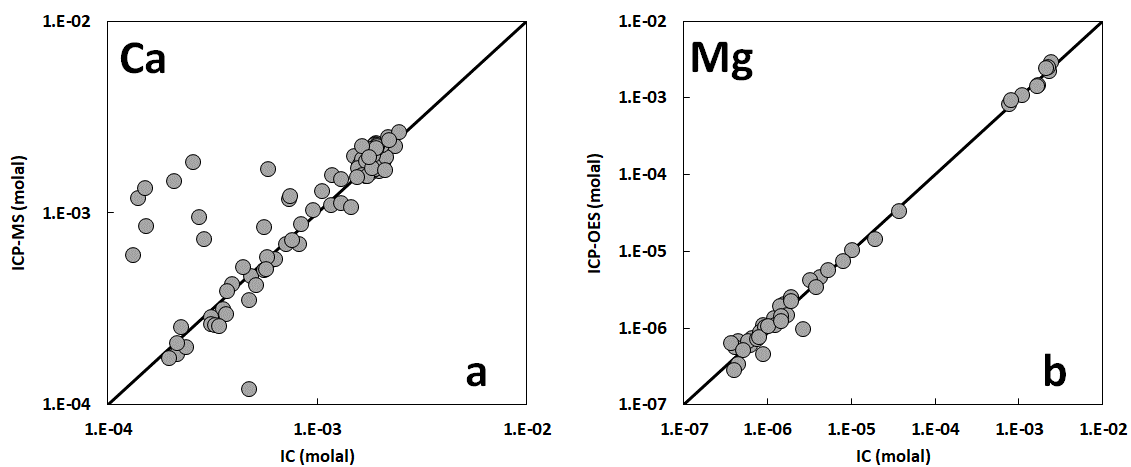 Ca
1.E-02
1.E-03
1.E-04
ICP-MS (molal)
1.E-04
1.E-03
1.E-02
IC (molal)
a
Mg
1.E-02
1.E-03
1.E-04
1.E-05
1.E-06
1.E-07
ICP-OES (molal)
1.E-07
1.E-06
1.E-05
1.E-04
1.E-03
1.E-02
IC (molal)
b